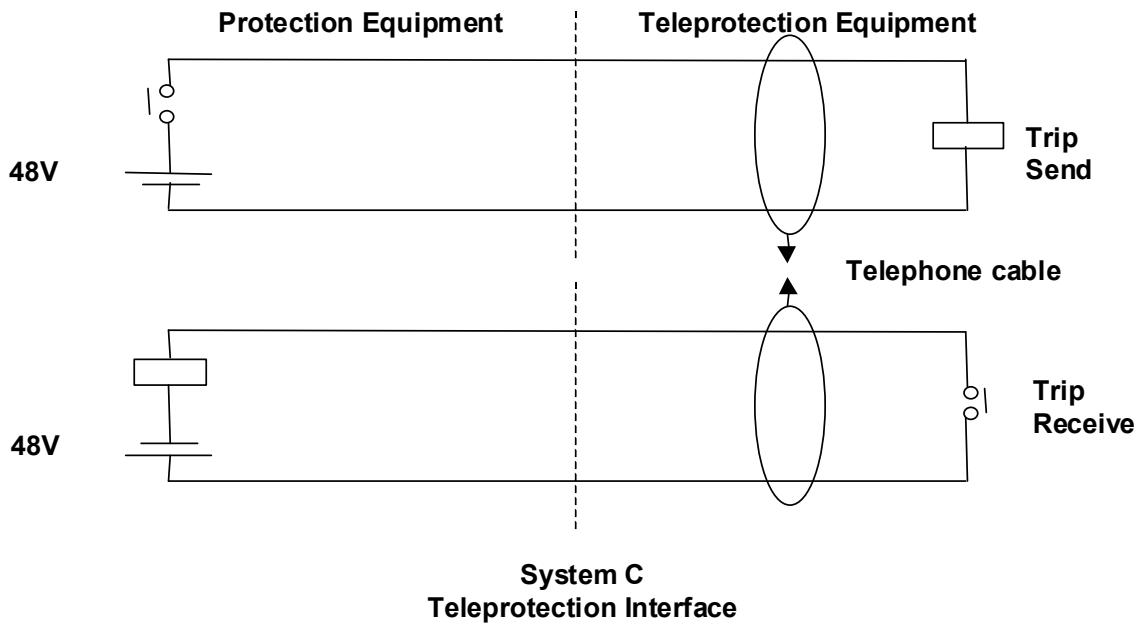 Protection Equipment
Teleprotection Equipment
48V
Trip
Send
Telephone cable
48V
Trip
Receive
System C
Teleprotection Interface